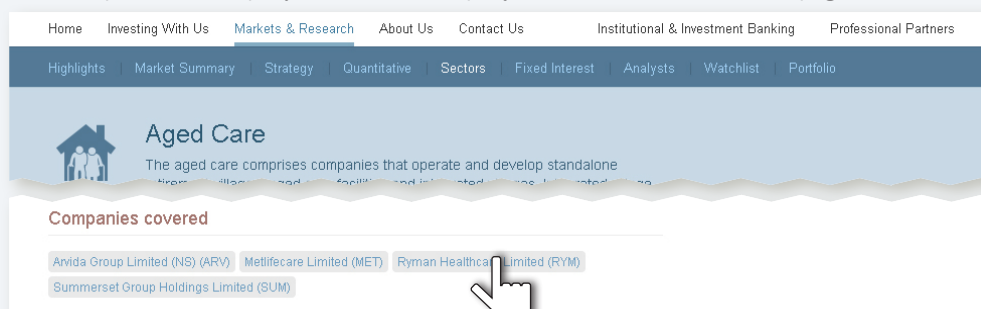 Home Investing With Us Markets & Research About Us Contact Us Institutional & Investment Banking Professional Partners
Highlights | Market Summary | Strategy | Quantitative | Sectors | Fixed Interest | Analysts | Watchlist | Portfolio
Aged Care
The aged care comprises companies that operate and develop standalone
Companies covered
Arvida Group Limited (NS) (ARV) Metlifecare Limited (MET) Ryman Healthcare Limited (RYM)
Summerset Group Holdings Limited (SUM)